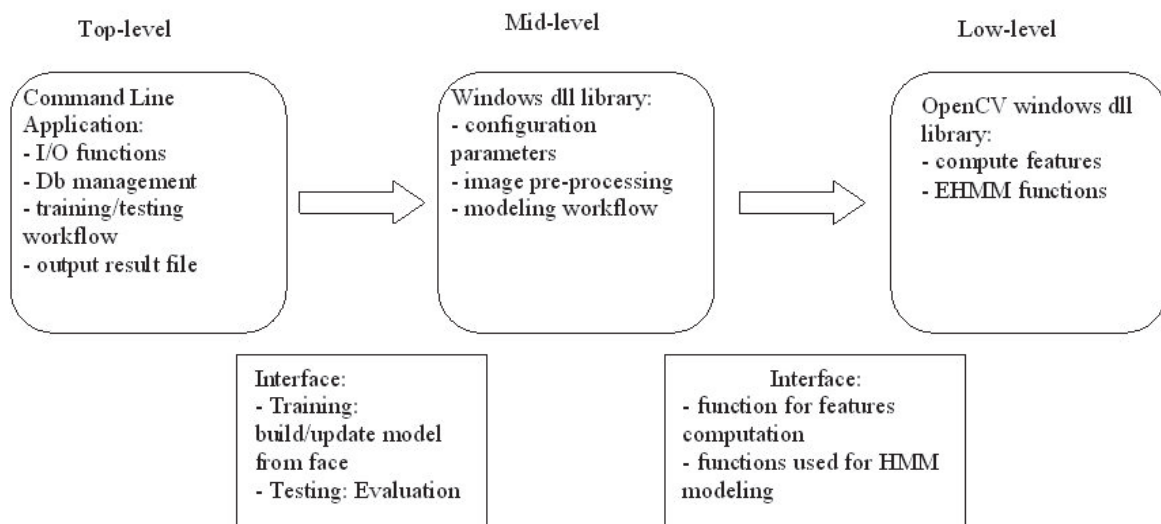 Top-level
Mid-level
Low-level
Command Line
Application:
- I/O functions
- Db management
- training/testing
workflow
- output result file
Windows dll library:
- configuration
parameters
- image pre-processing
- modeling workflow
OpenCV windows dll
library:
- compute features
- EHMM functions
Interface:
- Training:
build/update model
from face
- Testing: Evaluation
Interface:
- function for features
computation
- functions used for HMM
modeling